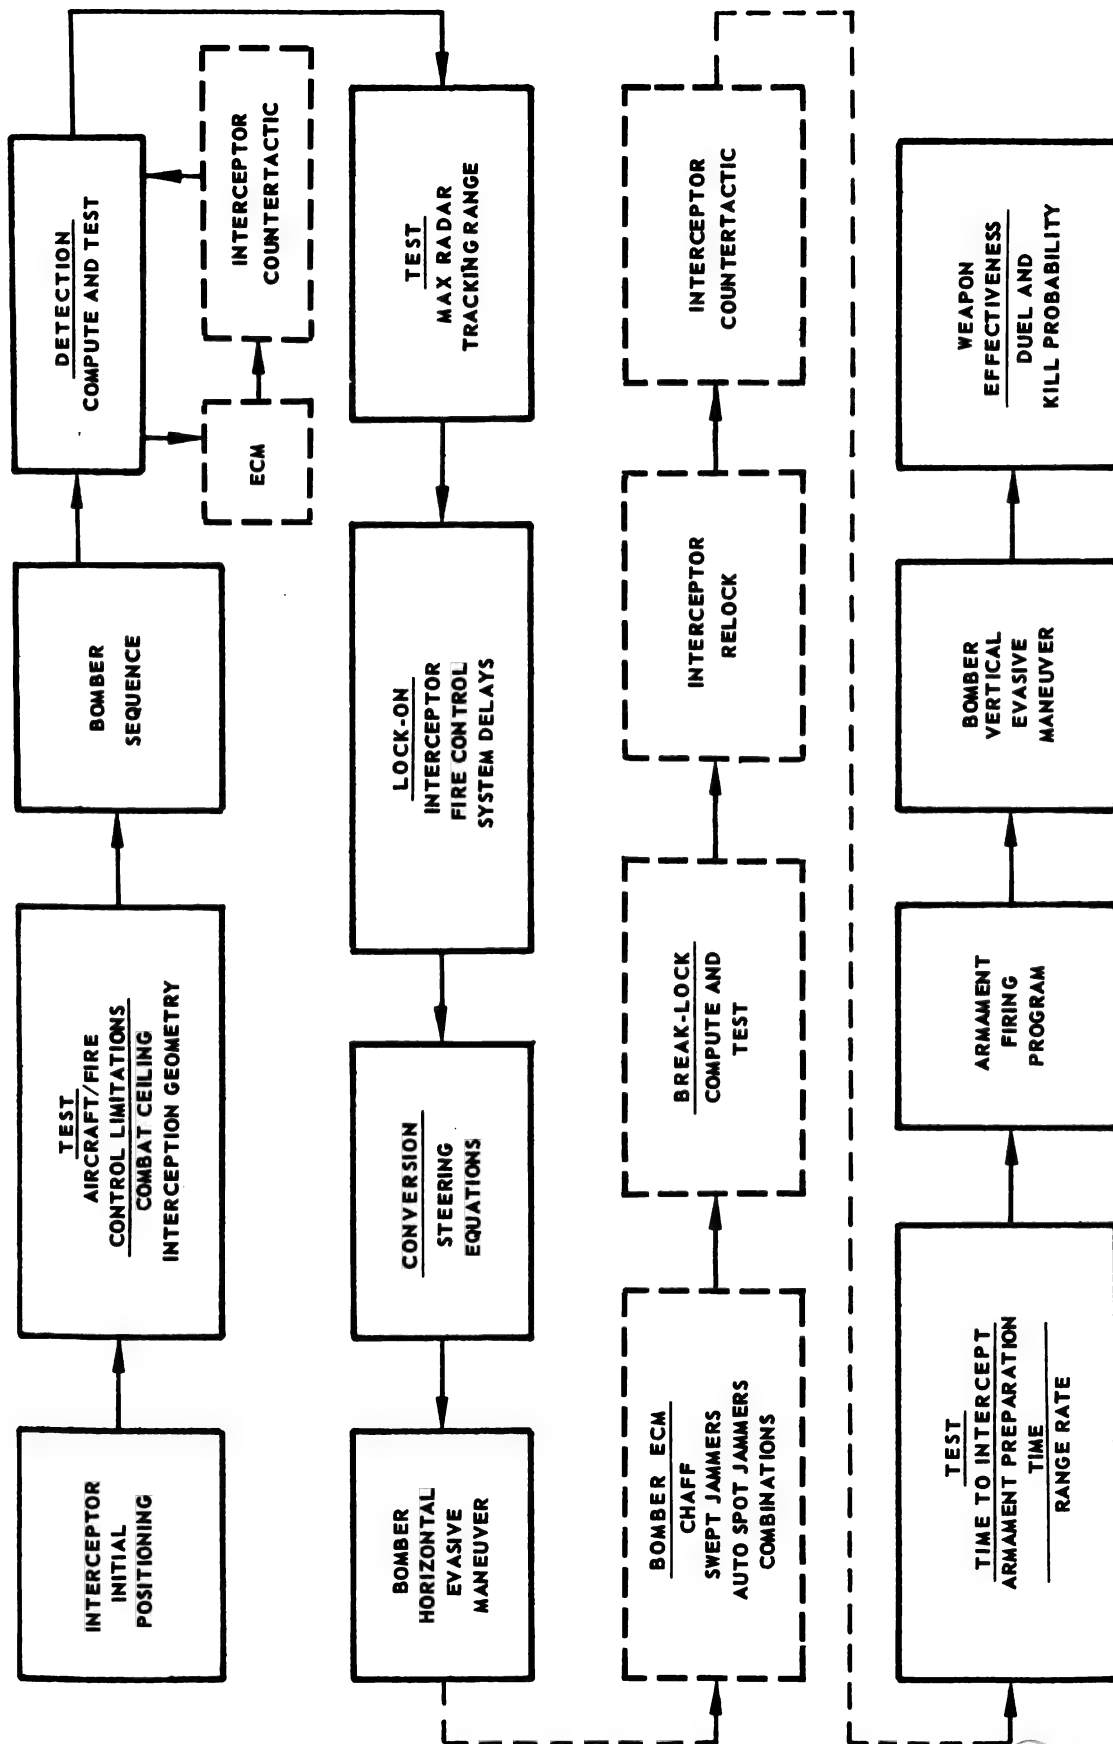 INTERCEPTOR
INITIAL
POSITIONING
TEST
AIRCRAFT/FIRE
CONTROL LIMITATIONS
COMBAT CEILING
INTERCEPTION GEOMETRY
BOMBER
SEQUENCE
DETECTION
COMPUTE AND TEST
ECM
INTERCEPTOR
COUNTERTACTIC
TEST
MAX RADAR
TRACKING RANGE
LOCK-ON
INTERCEPTOR
FIRE CONTROL
SYSTEM DELAYS
CONVERSION
STEERING
EQUATIONS
BOMBER
HORIZONTAL
EVASIVE
MANEUVER
BOMBER ECM
CHAFF
SWEPT JAMMERS
AUTO SPOT JAMMERS
COMBINATIONS
BREAK-LOCK
COMPUTE AND
TEST
INTERCEPTOR
RELOCK
INTERCEPTOR
COUNTERTACTIC
TEST
TIME TO INTERCEPT
ARMAMENT PREPARATION
TIME
RANGE RATE
ARMAMENT
FIRING
PROGRAM
BOMBER
VERTICAL
EVASIVE
MANEUVER
WEAPON
EFFECTIVENESS
DUEL AND
KILL PROBABILITY